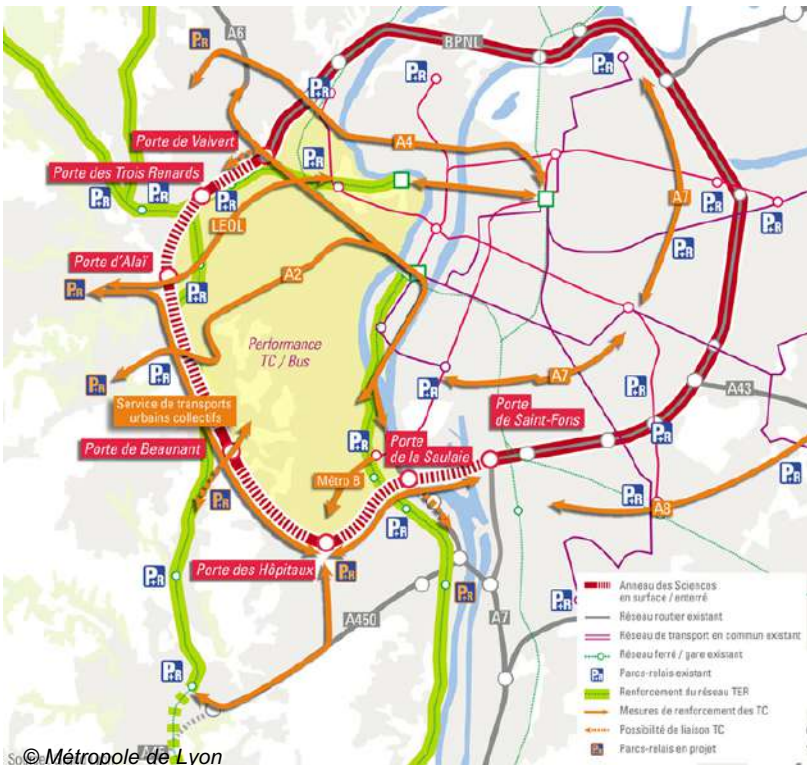 P+R
A6
BPNL
P+R
P+R
P+R
Porte de Valvert
A4
P+R
Porte des Trois Renards
P+R
P+R
P+R
P+R
P+R
A7
LEOL
P+R
Porte d'Alaï
A2
P+R
P+R
Performance
TC / Bus
P+R
P+R
A7
P+R
P+R
A43
Service de transports
urbains collectifs
Porte
de Saint-Fons
Porte de Beaunant
P+R
Porte
de la Saulaie
P+R
Métro B
P+R
P+R
P+R
A8
Porte des Hôpitaux
P+R
P+R
P+R
P+R
A450
A7
P+R
P+R
Anneau des Sciences
en surface / enterré
Réseau routier existant
Réseau de transport en commun existant
Réseau ferré / gare existant
P+R
Parcs-relais existant
Renforcement du réseau TER
Mesures de renforcement des TC
Possibilité de liaison TC
P+R
Parcs-relais en projet
© Métropole de Lyon